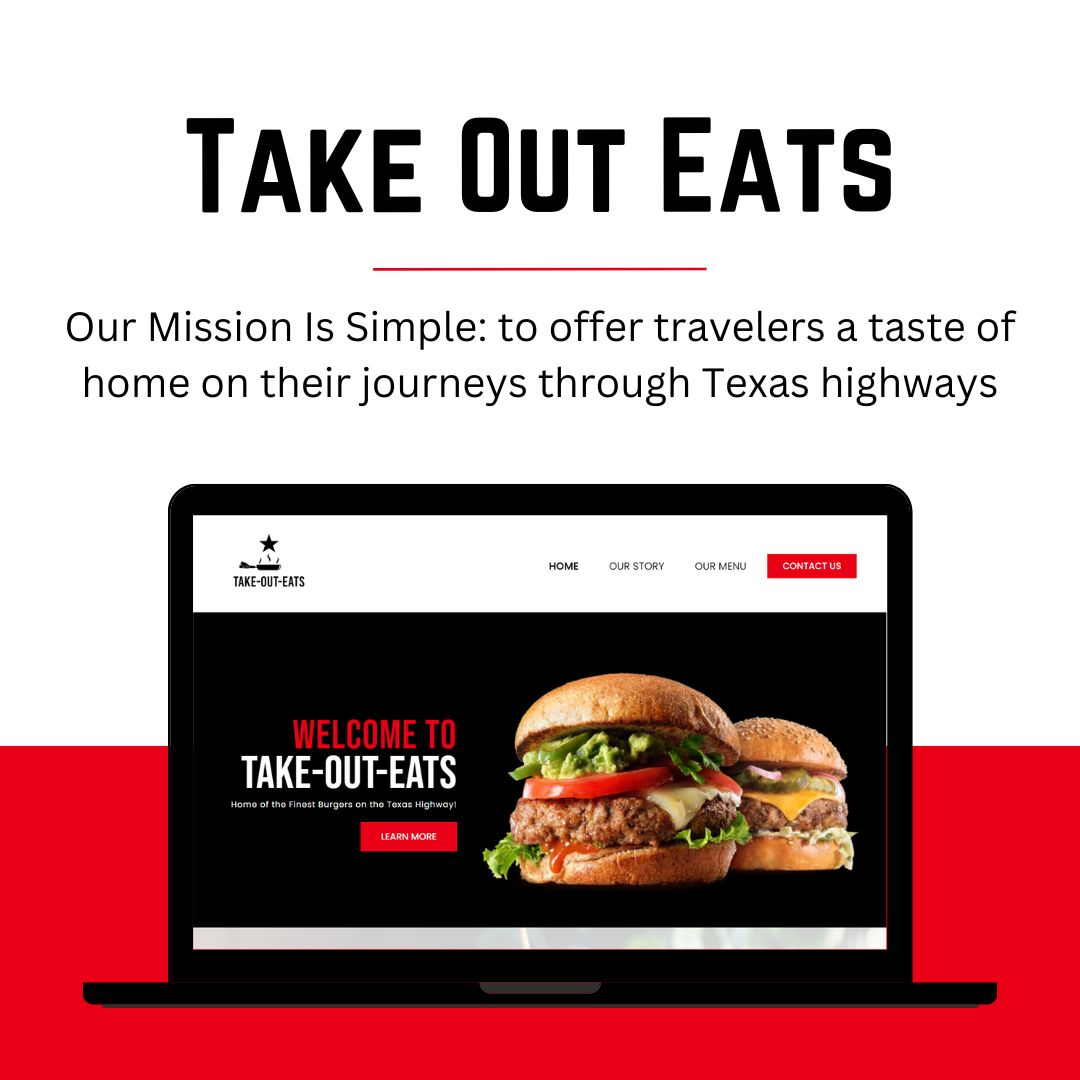 Take Out Eats
Our Mission Is Simple: to offer travelers a taste of
home on their journeys through Texas highways
TAKE-OUT-EATS
HOME
OUR STORY
OUR MENU
CONTACT US
WELCOME TO
TAKE-OUT-EATS
Home of the Finest Burgers on the Texas Highway!
LEARN MORE